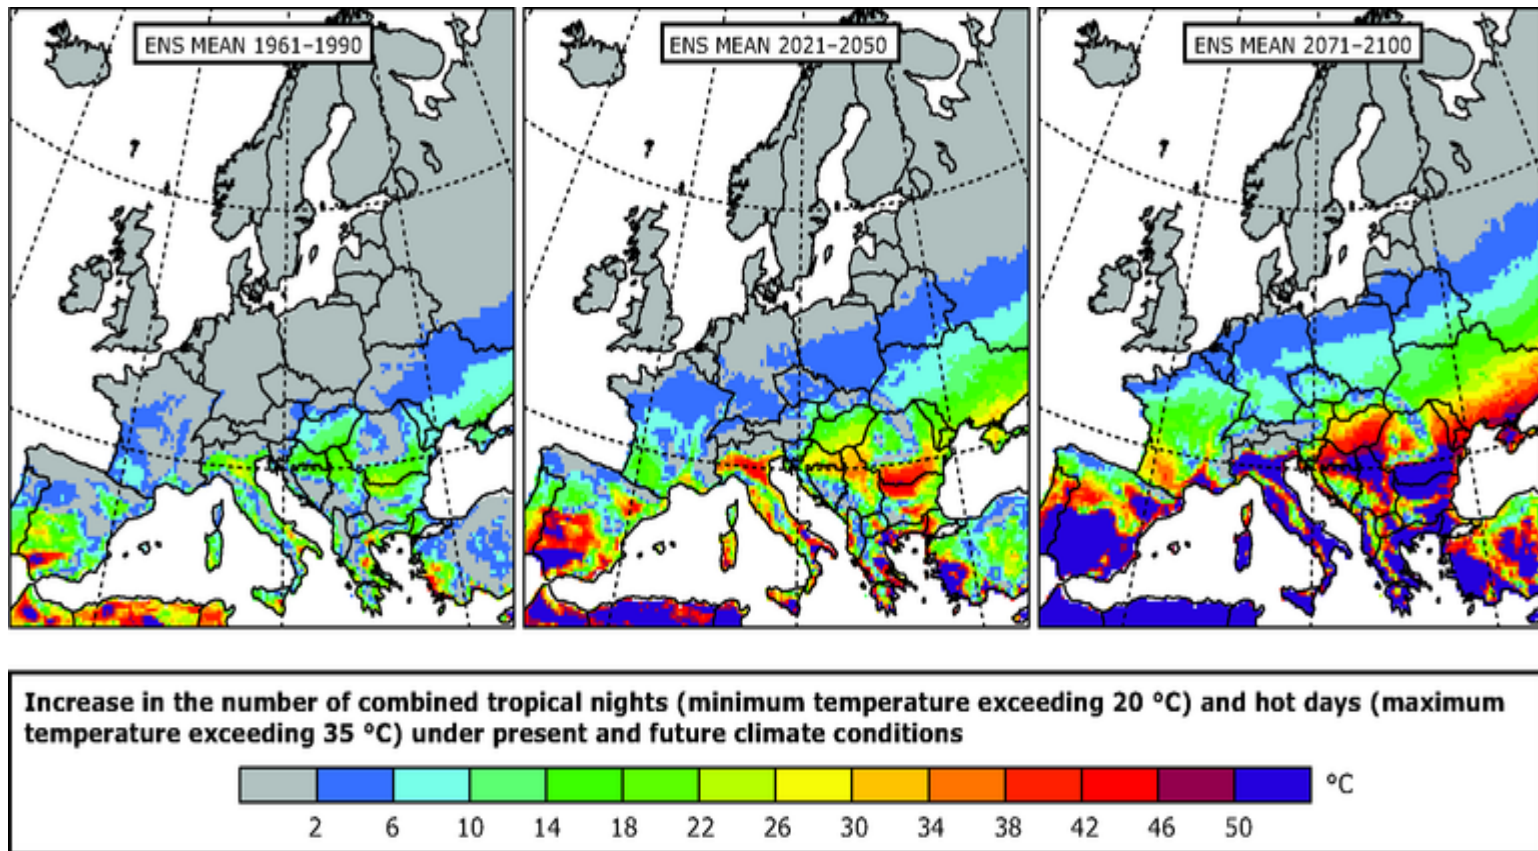 ENS MEAN 1961–1990
ENS MEAN 2021–2050
ENS MEAN 2071–2100
Increase in the number of combined tropical nights (minimum temperature exceeding 20 °C) and hot days (maximum
temperature exceeding 35 °C) under present and future climate conditions
°C
2 6 10 14 18 22 26 30 34 38 42 46 50